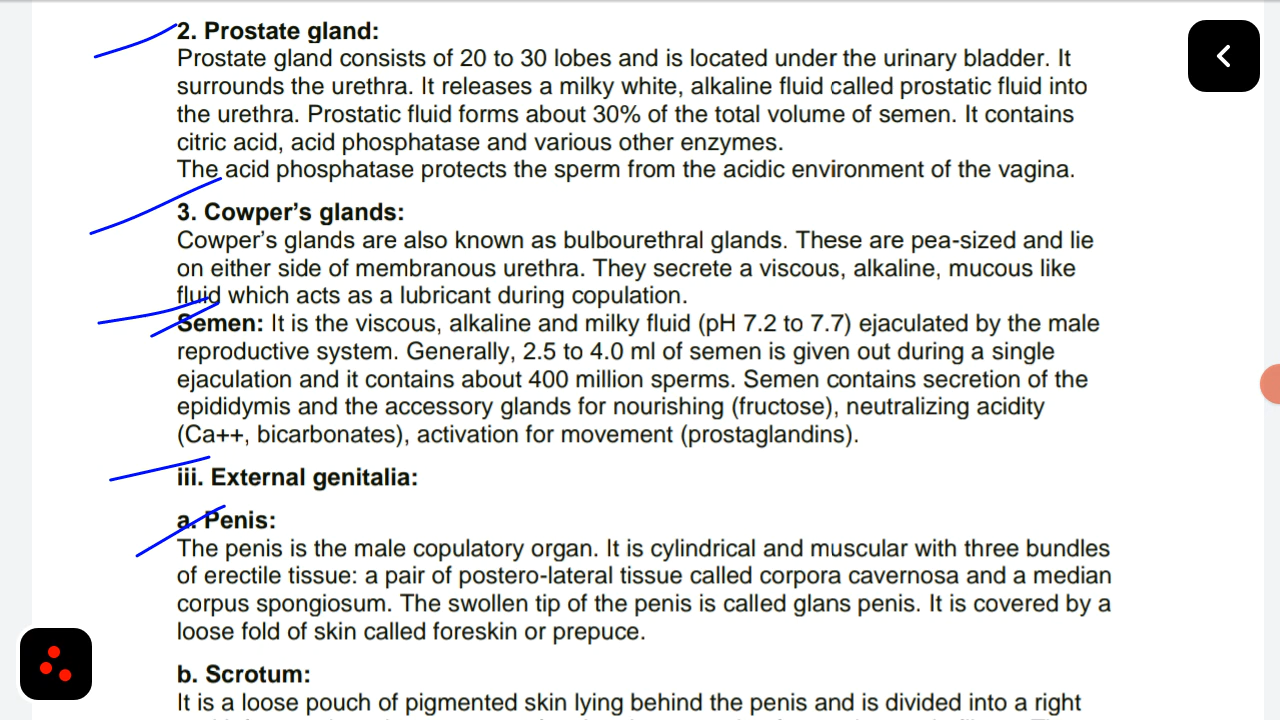 2. Prostate gland:
Prostate gland consists of 20 to 30 lobes and is located under the urinary bladder. It
surrounds the urethra. It releases a milky white, alkaline fluid called prostatic fluid into
the urethra. Prostatic fluid forms about 30% of the total volume of semen. It contains
citric acid, acid phosphatase and various other enzymes.
The acid phosphatase protects the sperm from the acidic environment of the vagina.
3. Cowper’s glands:
Cowper’s glands are also known as bulbourethral glands. These are pea-sized and lie
on either side of membranous urethra. They secrete a viscous, alkaline, mucous like
fluid which acts as a lubricant during copulation.
Semen: It is the viscous, alkaline and milky fluid (pH 7.2 to 7.7) ejaculated by the male
reproductive system. Generally, 2.5 to 4.0 ml of semen is given out during a single
ejaculation and it contains about 400 million sperms. Semen contains secretion of the
epididymis and the accessory glands for nourishing (fructose), neutralizing acidity
(Ca++, bicarbonates), activation for movement (prostaglandins).
iii. External genitalia:
a. Penis:
The penis is the male copulatory organ. It is cylindrical and muscular with three bundles
of erectile tissue: a pair of postero-lateral tissue called corpora cavernosa and a median
corpus spongiosum. The swollen tip of the penis is called glans penis. It is covered by a
loose fold of skin called foreskin or prepuce.
b. Scrotum:
It is a loose pouch of pigmented skin lying behind the penis and is divided into a right